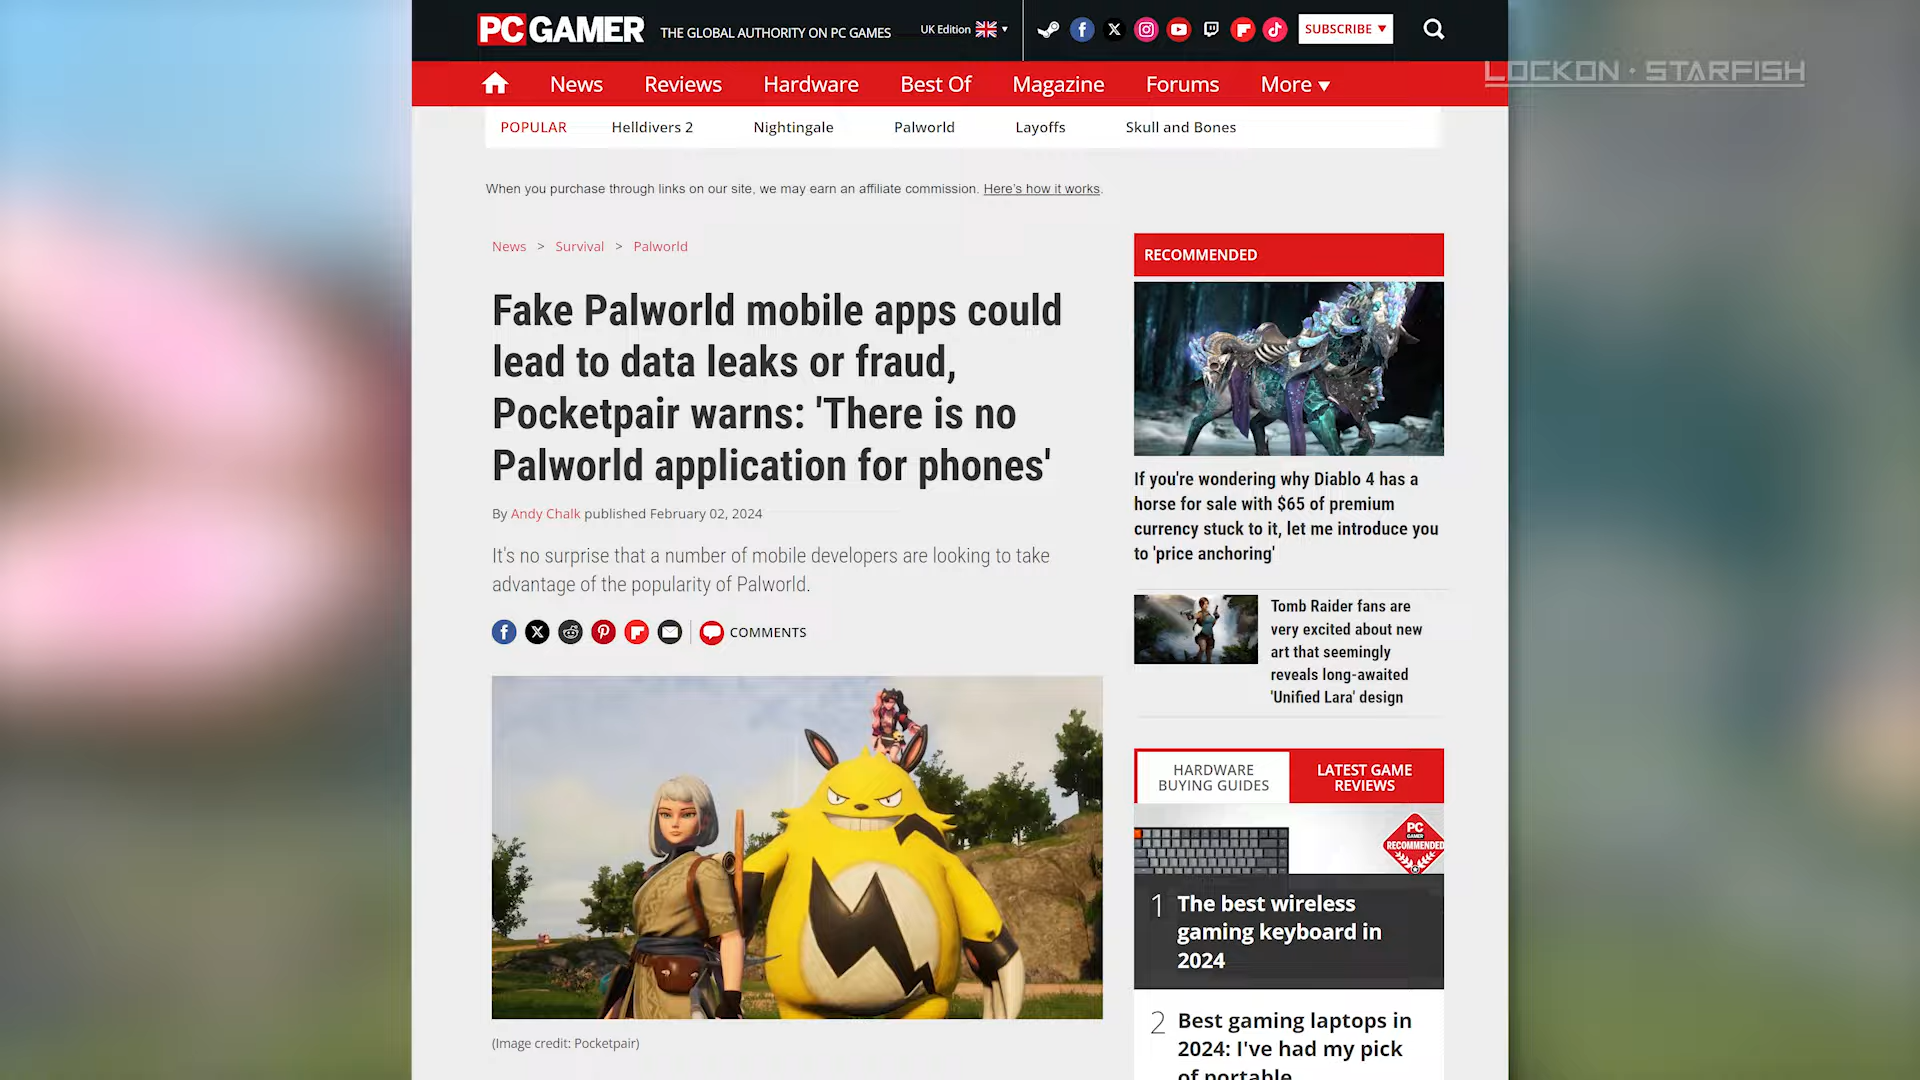 PC GAMER THE GLOBAL AUTHORITY ON PC GAMES UK Edition SUBSCRIBE
LOCKON · STARFISH
News Reviews Hardware Best Of Magazine Forums More
POPULAR Helldivers 2 Nightingale Palworld Layoffs Skull and Bones
When you purchase through links on our site, we may earn an affiliate commission. Here's how it works.
News > Survival > Palworld
Fake Palworld mobile apps could
lead to data leaks or fraud,
Pocketpair warns: 'There is no
Palworld application for phones'
By Andy Chalk published February 02, 2024
It's no surprise that a number of mobile developers are looking to take
advantage of the popularity of Palworld.
COMMENTS
(Image credit: Pocketpair)
RECOMMENDED
If you're wondering why Diablo 4 has a
horse for sale with $65 of premium
currency stuck to it, let me introduce you
to 'price anchoring'
Tomb Raider fans are
very excited about new
art that seemingly
reveals long-awaited
'Unified Lara' design
HARDWARE
BUYING GUIDES
LATEST GAME
REVIEWS
PC
GAMER
RECOMMENDED
1 The best wireless
gaming keyboard in
2024
2 Best gaming laptops in
2024: I've had my pick
of portable